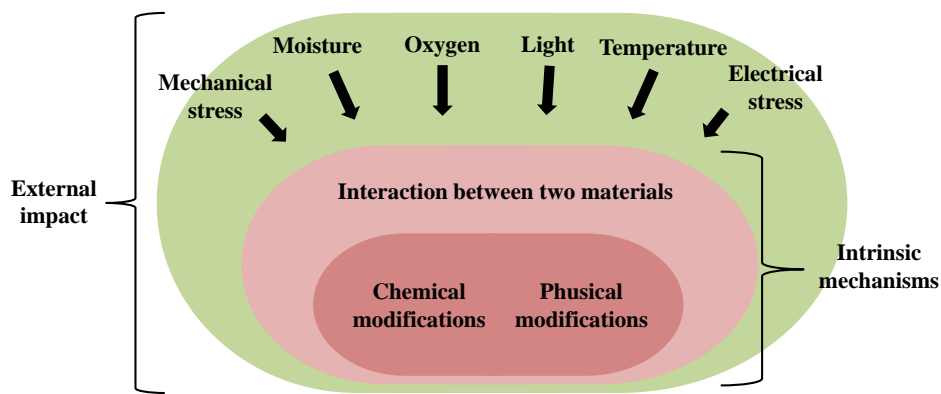 Moisture
Oxygen
Light
Temperature
Mechanical
stress
Electrical
stress
External
impact
Interaction between two materials
Intrinsic
mechanisms
Chemical
modifications
Phusical
modifications